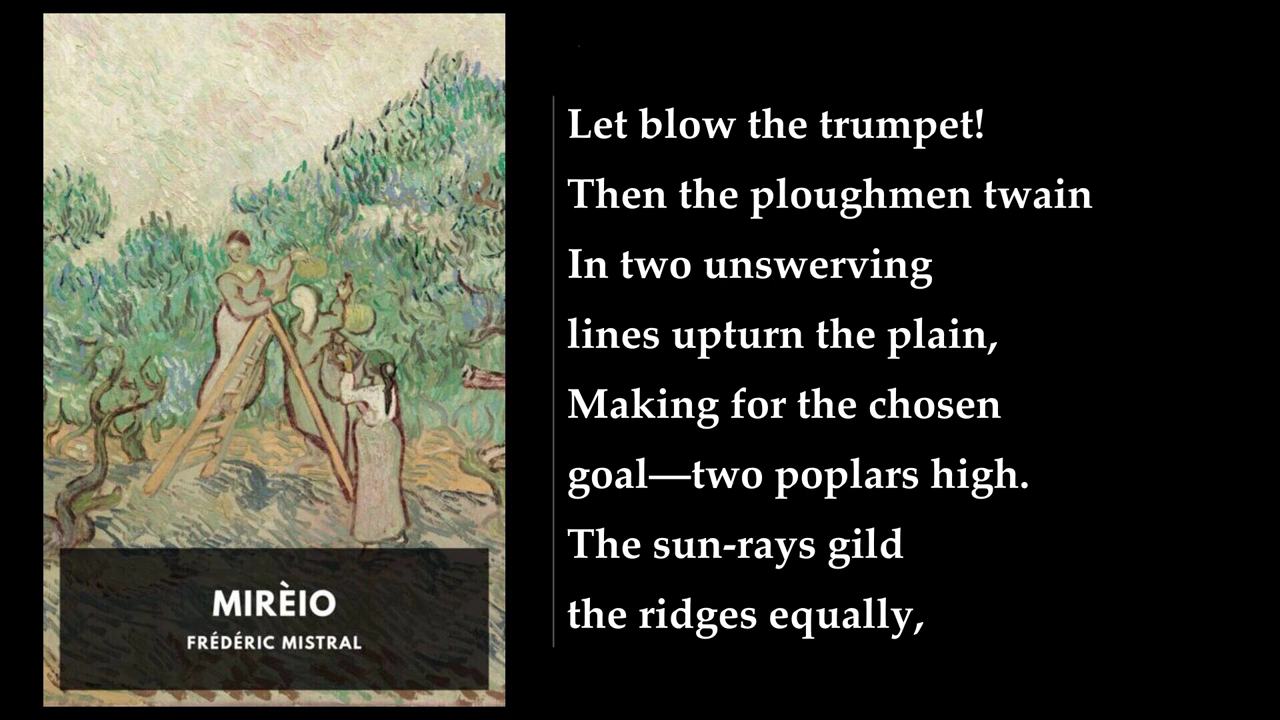 MIRÈIO
FRÉDÉRIC MISTRAL
Let blow the trumpet!
Then the ploughmen twain
In two unswerving
lines upturn the plain,
Making for the chosen
goal—two poplars high.
The sun-rays gild
the ridges equally,